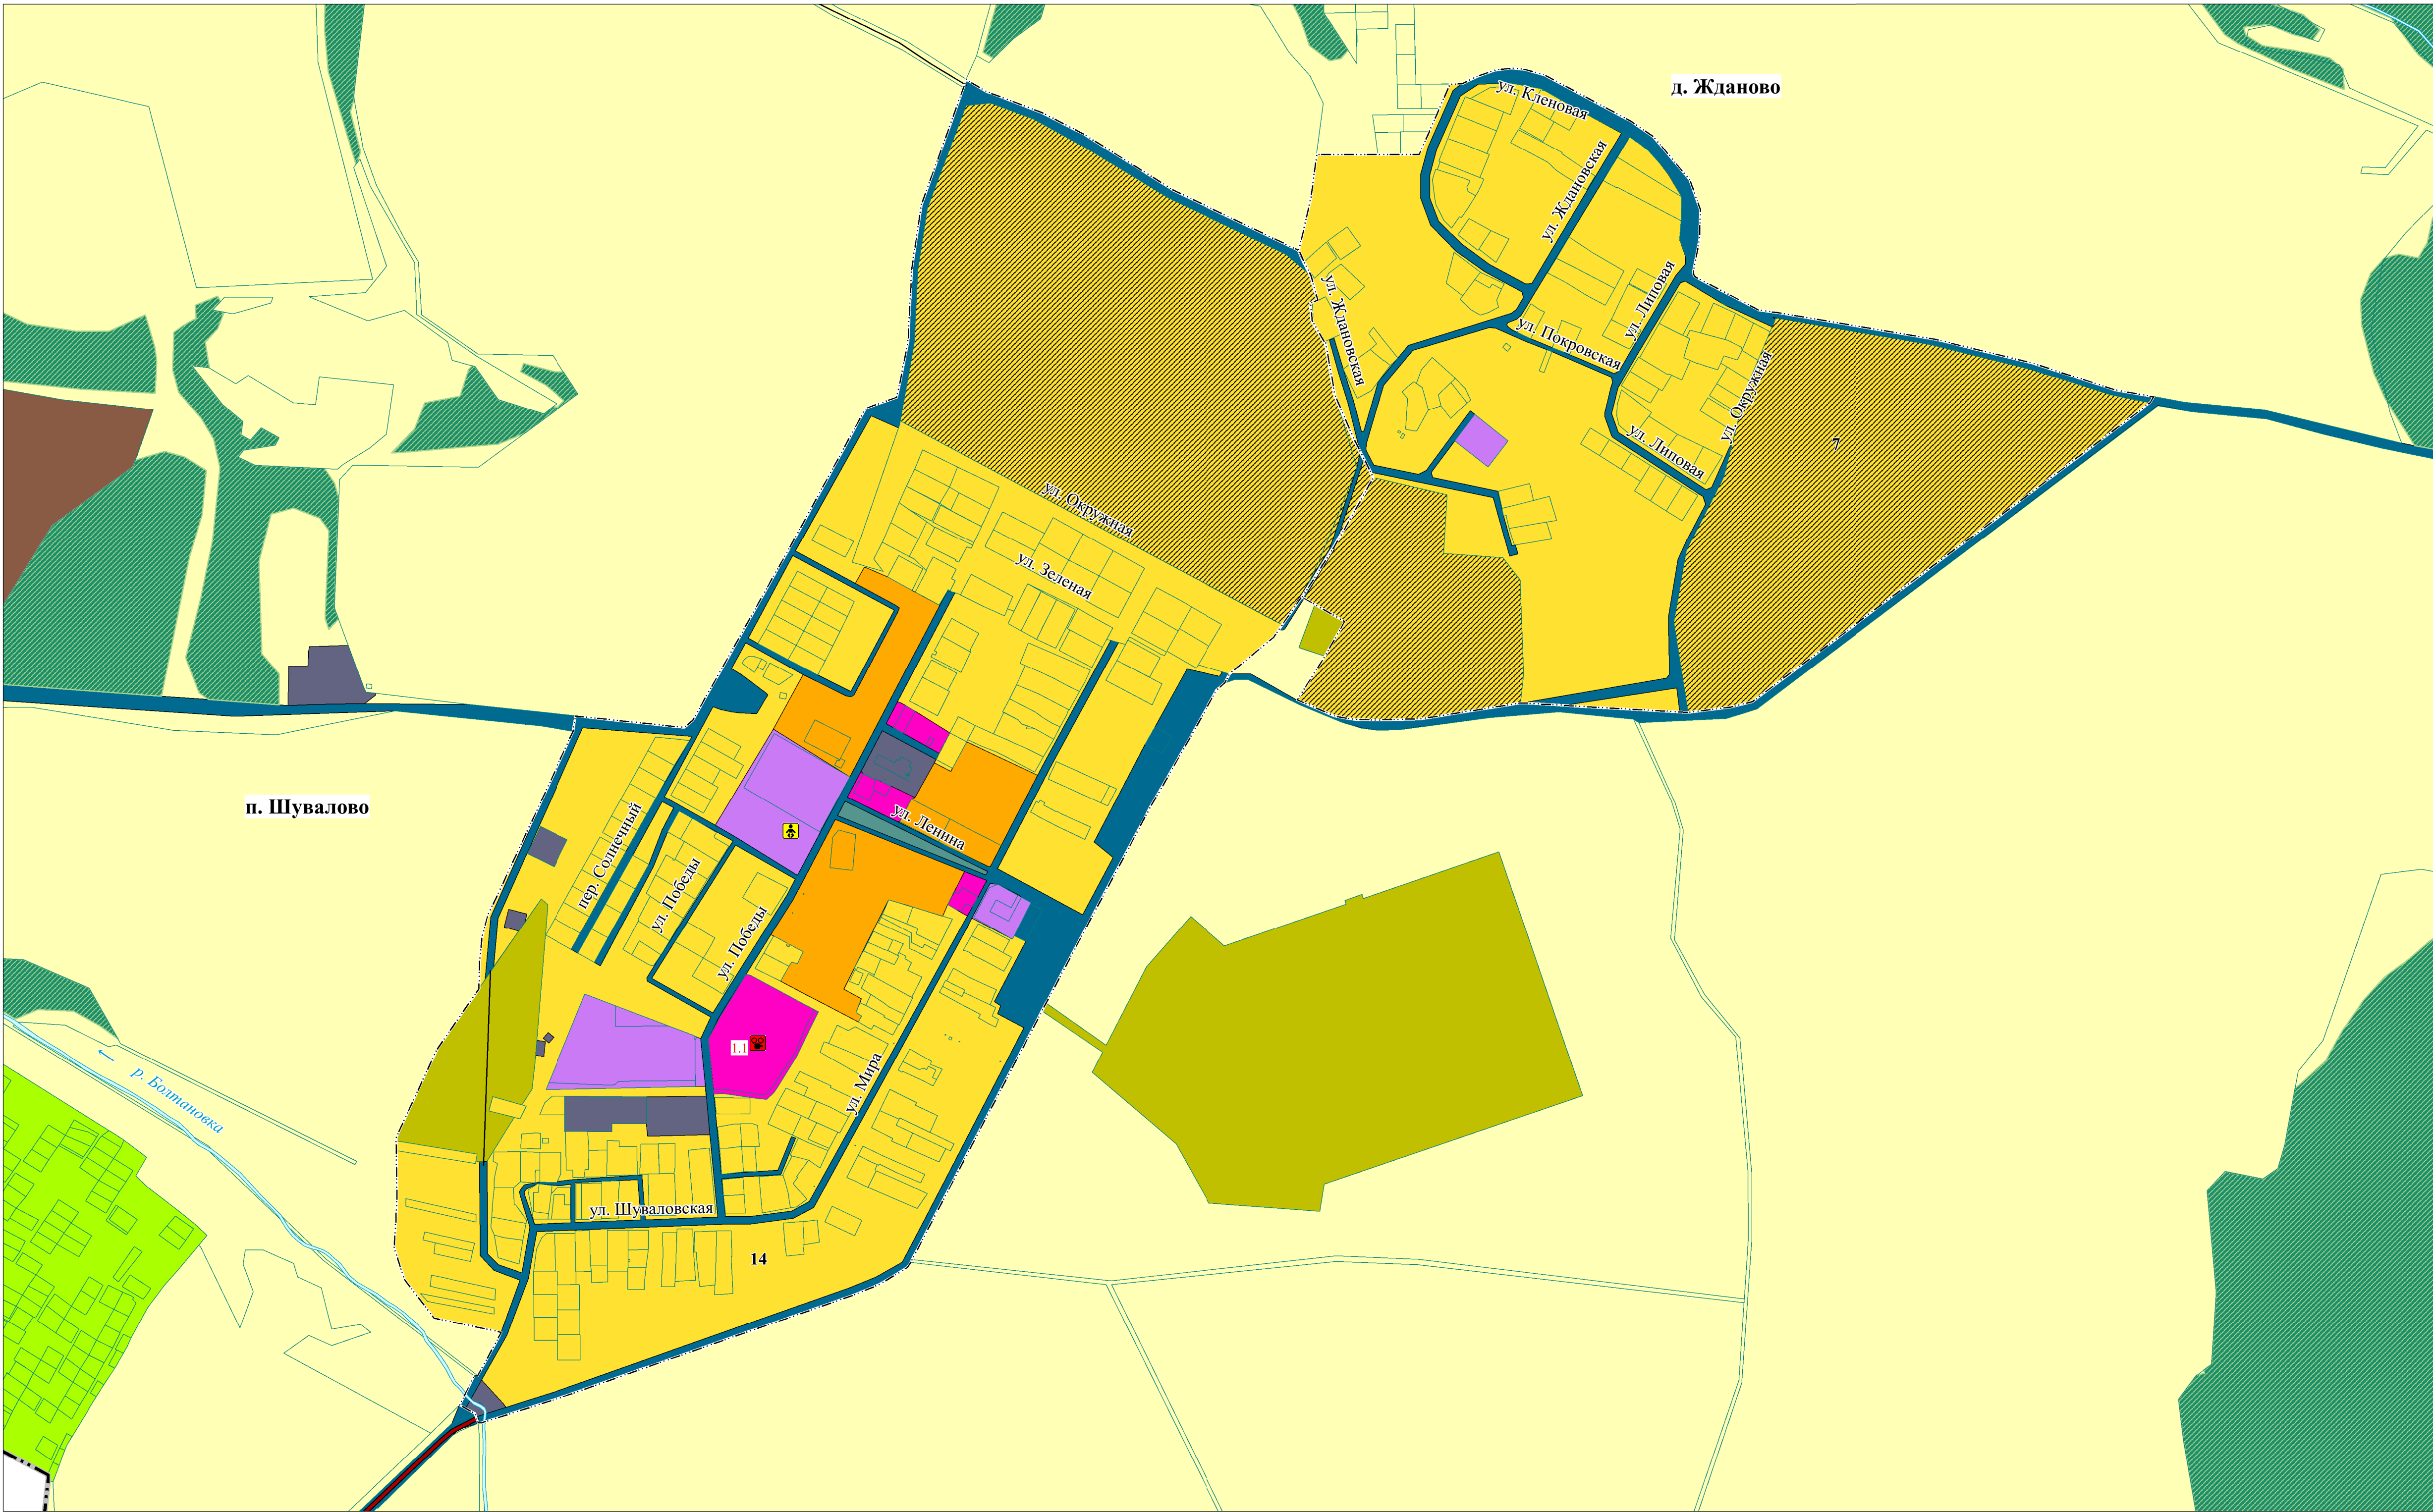 д. Жданово
ул. Кленовая
ул. Ждановская
ул. Липовая
ул. Ждановская
ул. Покровская
ул. Окружная
ул. Липовая
7
ул. Окружная
ул. Зеленая
п. Шувалово
ул. Ленина
пер. Солнечный
ул. Победы
ул. Победы
1.1
ул. Мира
р. Болтановка
ул. Шуваловская
14